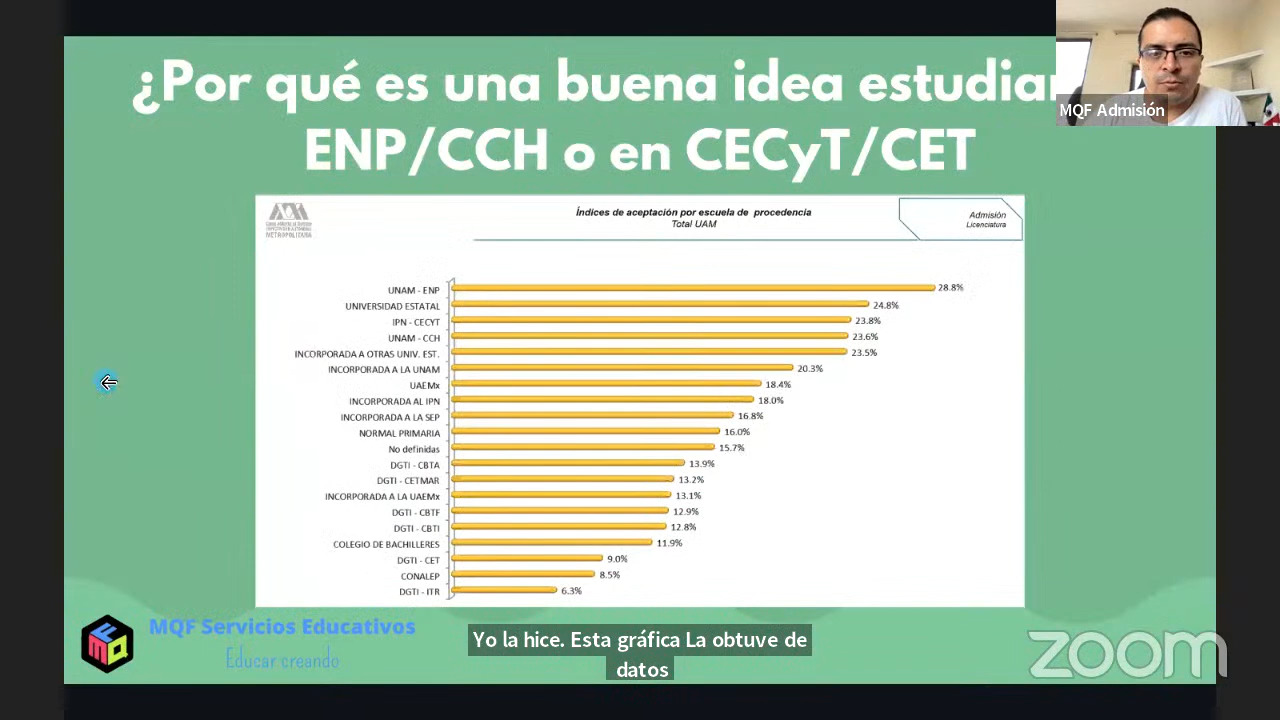 ¿Por qué es una buena idea estudiar
ENP/CCH o en CECyT/CET
MQF Admisión
Índices de aceptación por escuela de procedencia
Total UAM
Admisión
Licenciatura
Casa abierta al tiempo
METROPOLITANA
UNAM - ENP 28.8%
UNIVERSIDAD ESTATAL 24.8%
IPN - CECYT 23.8%
UNAM - CCH 23.6%
INCORPORADA A OTRAS UNIV. EST. 23.5%
INCORPORADA A LA UNAM 20.3%
UAEMx 18.4%
INCORPORADA AL IPN 18.0%
INCORPORADA A LA SEP 16.8%
NORMAL PRIMARIA 16.0%
No definidas 15.7%
DGTI - CBTA 13.9%
DGTI - CETMAR 13.2%
INCORPORADA A LA UAEMx 13.1%
DGTI - CBTF 12.9%
DGTI - CBTI 12.8%
COLEGIO DE BACHILLERES 11.9%
DGTI - CET 9.0%
CONALEP 8.5%
DGTI - ITR 6.3%
MQF
MQF Servicios Educativos
Educar creando
Yo la hice. Esta gráfica La obtuve de
datos
zoom